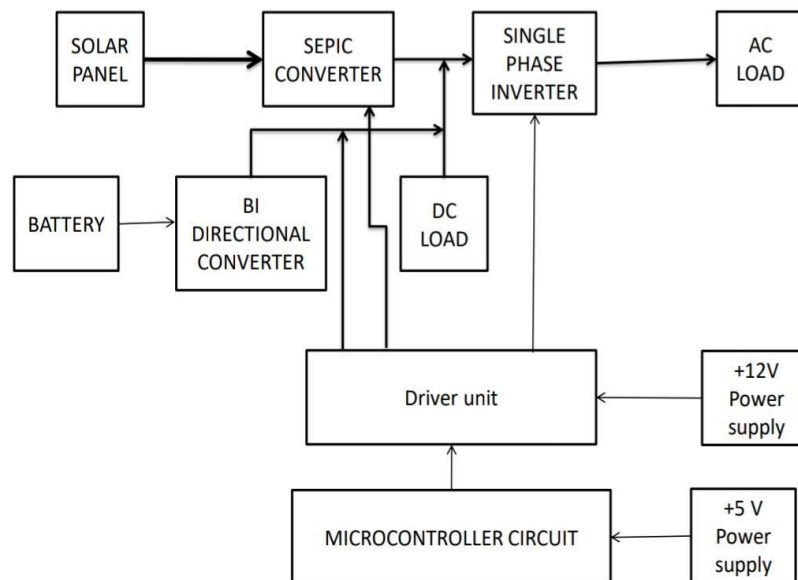 SOLAR
PANEL
SEPIC
CONVERTER
SINGLE
PHASE
INVERTER
AC
LOAD
BATTERY
BI
DIRECTIONAL
CONVERTER
DC
LOAD
Driver unit
+12V
Power
supply
MICROCONTROLLER CIRCUIT
+5 V
Power
supply